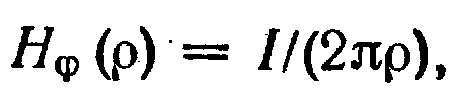 H_φ (ρ) = I/(2πρ),